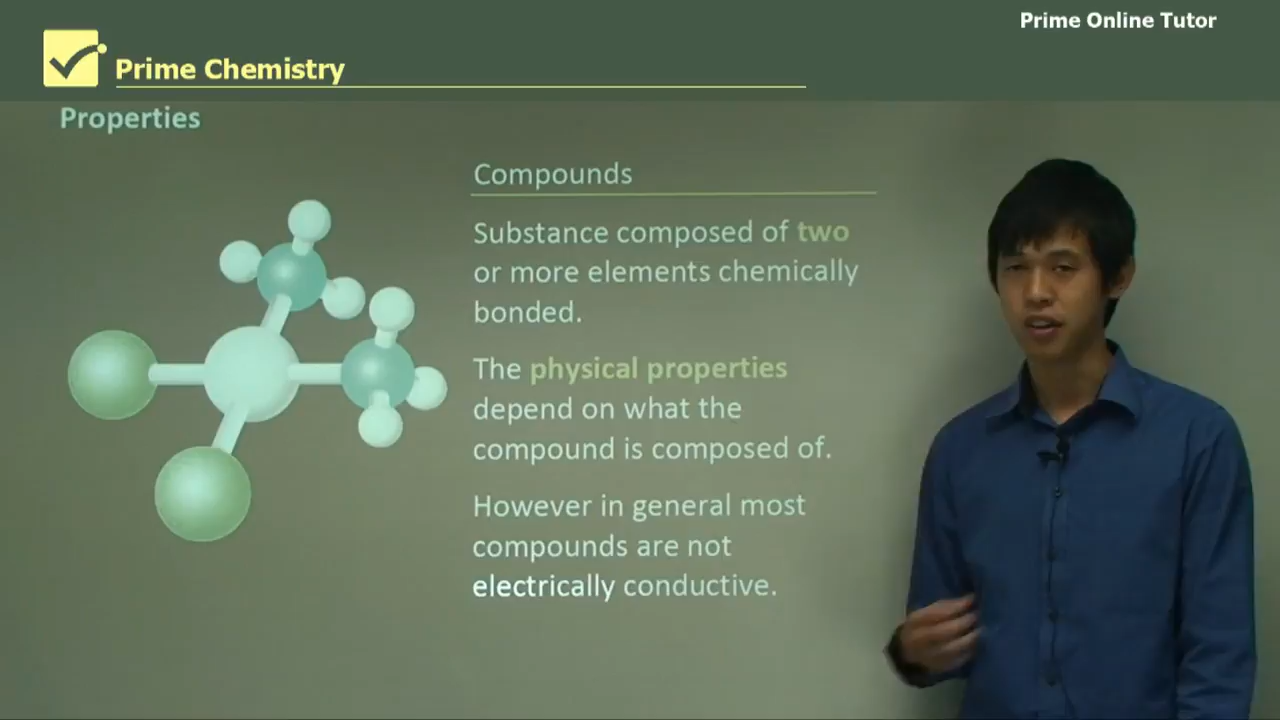 Prime Online Tutor
Prime Chemistry
Properties
Compounds
Substance composed of two
or more elements chemically
bonded.
The physical properties
depend on what the
compound is composed of.
However in general most
compounds are not
electrically conductive.